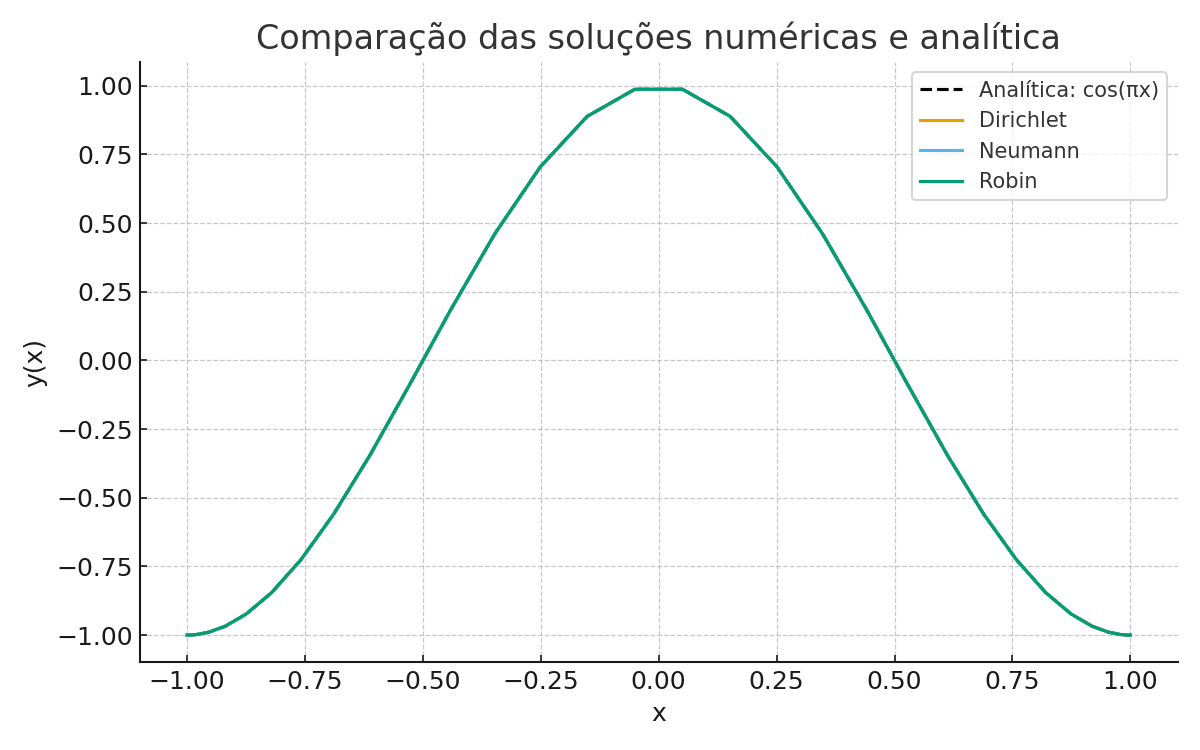 Comparação das soluções numéricas e analítica
Analítica: cos(πx)
Dirichlet
Neumann
Robin
1.00
0.75
0.50
0.25
0.00
−0.25
−0.50
−0.75
−1.00
y(x)
−1.00 −0.75 −0.50 −0.25 0.00 0.25 0.50 0.75 1.00
x